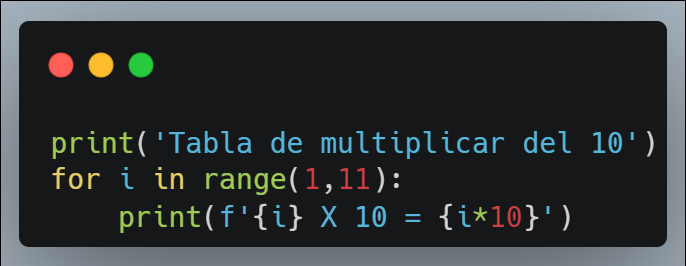 print('Tabla de multiplicar del 10')
for i in range(1,11):
    print(f'{i} X 10 = {i*10}')